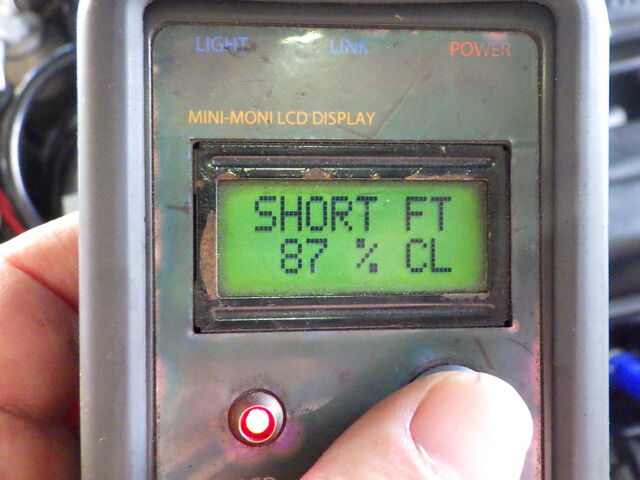 LIGHT LINK POWER
MINI-MONI LCD DISPLAY
SHORT FT
87 % CL